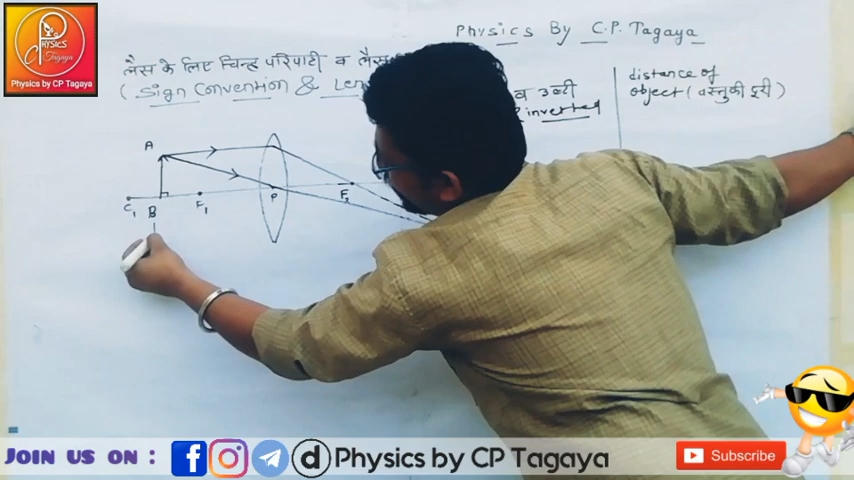 PHYSICS
CP
Tagaya
Physics by CP Tagaya
Physics By C.P. Tagaya
लैंस के लिए चिन्ह परिपाटी व लैंस
(Sign Convention &
व उल्टी
inverted
distance of
object (वस्तु की दूरी)
A
C₁ B F₁ P F₂
JOIN US ON : f d Physics by CP Tagaya Subscribe